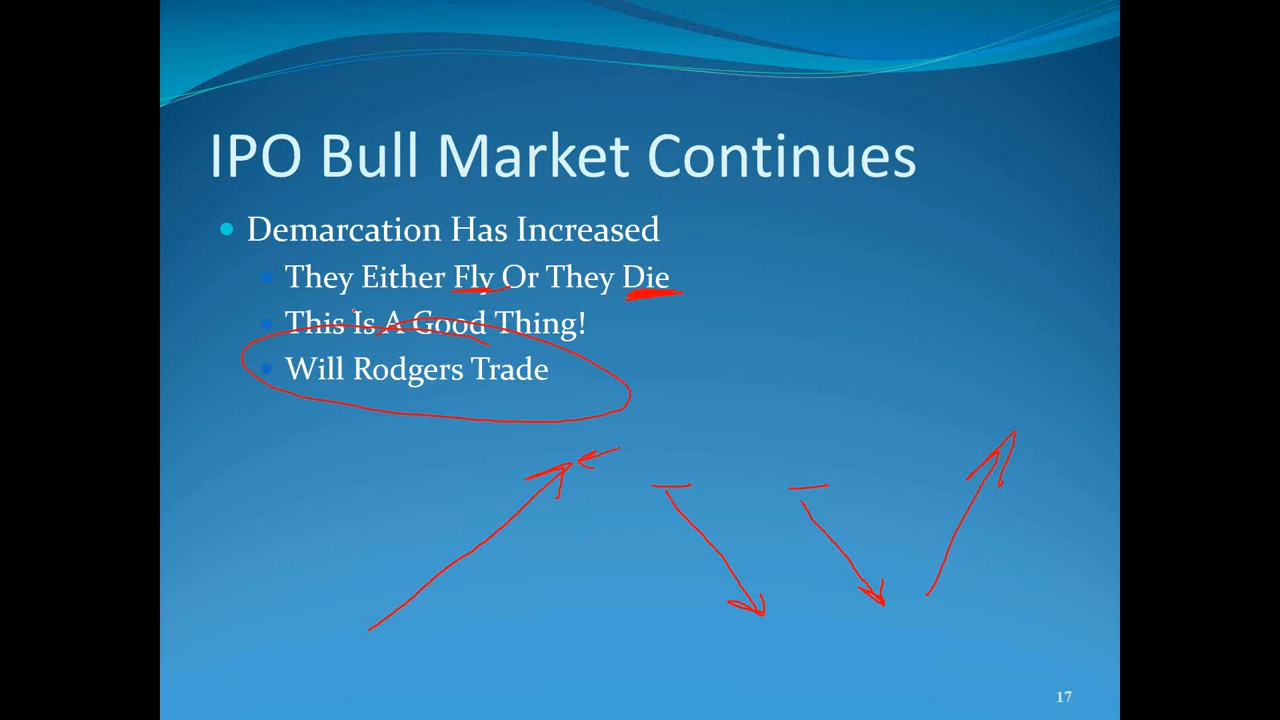 IPO Bull Market Continues
Demarcation Has Increased
They Either Fly Or They Die
This Is A Good Thing!
Will Rodgers Trade
17